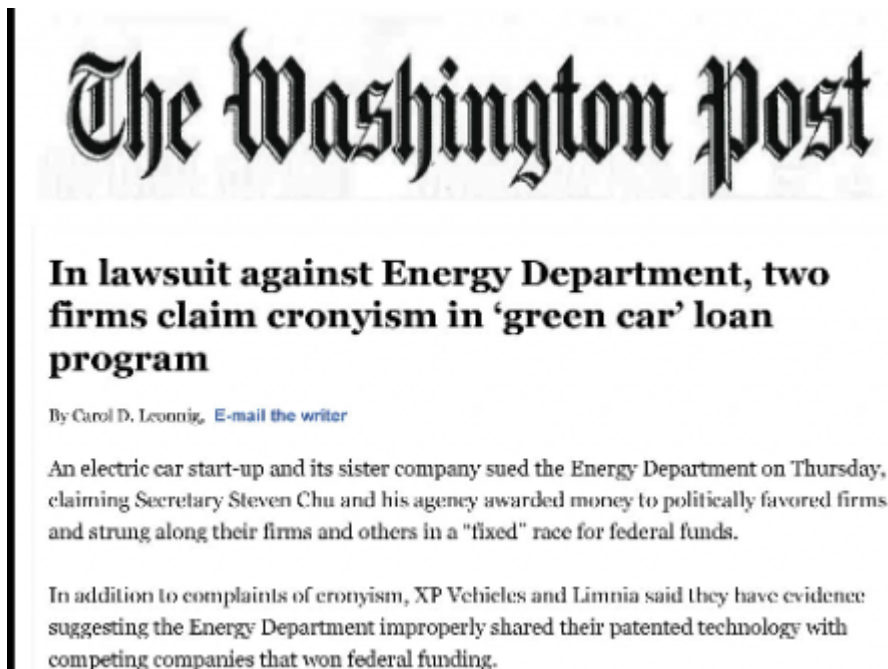 The Washington Post
In lawsuit against Energy Department, two
firms claim cronyism in ‘green car’ loan
program
By Carol D. Leonnig, E-mail the writer
An electric car start-up and its sister company sued the Energy Department on Thursday,
claiming Secretary Steven Chu and his agency awarded money to politically favored firms
and strung along their firms and others in a “fixed” race for federal funds.
In addition to complaints of cronyism, XP Vehicles and Limnia said they have evidence
suggesting the Energy Department improperly shared their patented technology with
competing companies that won federal funding.